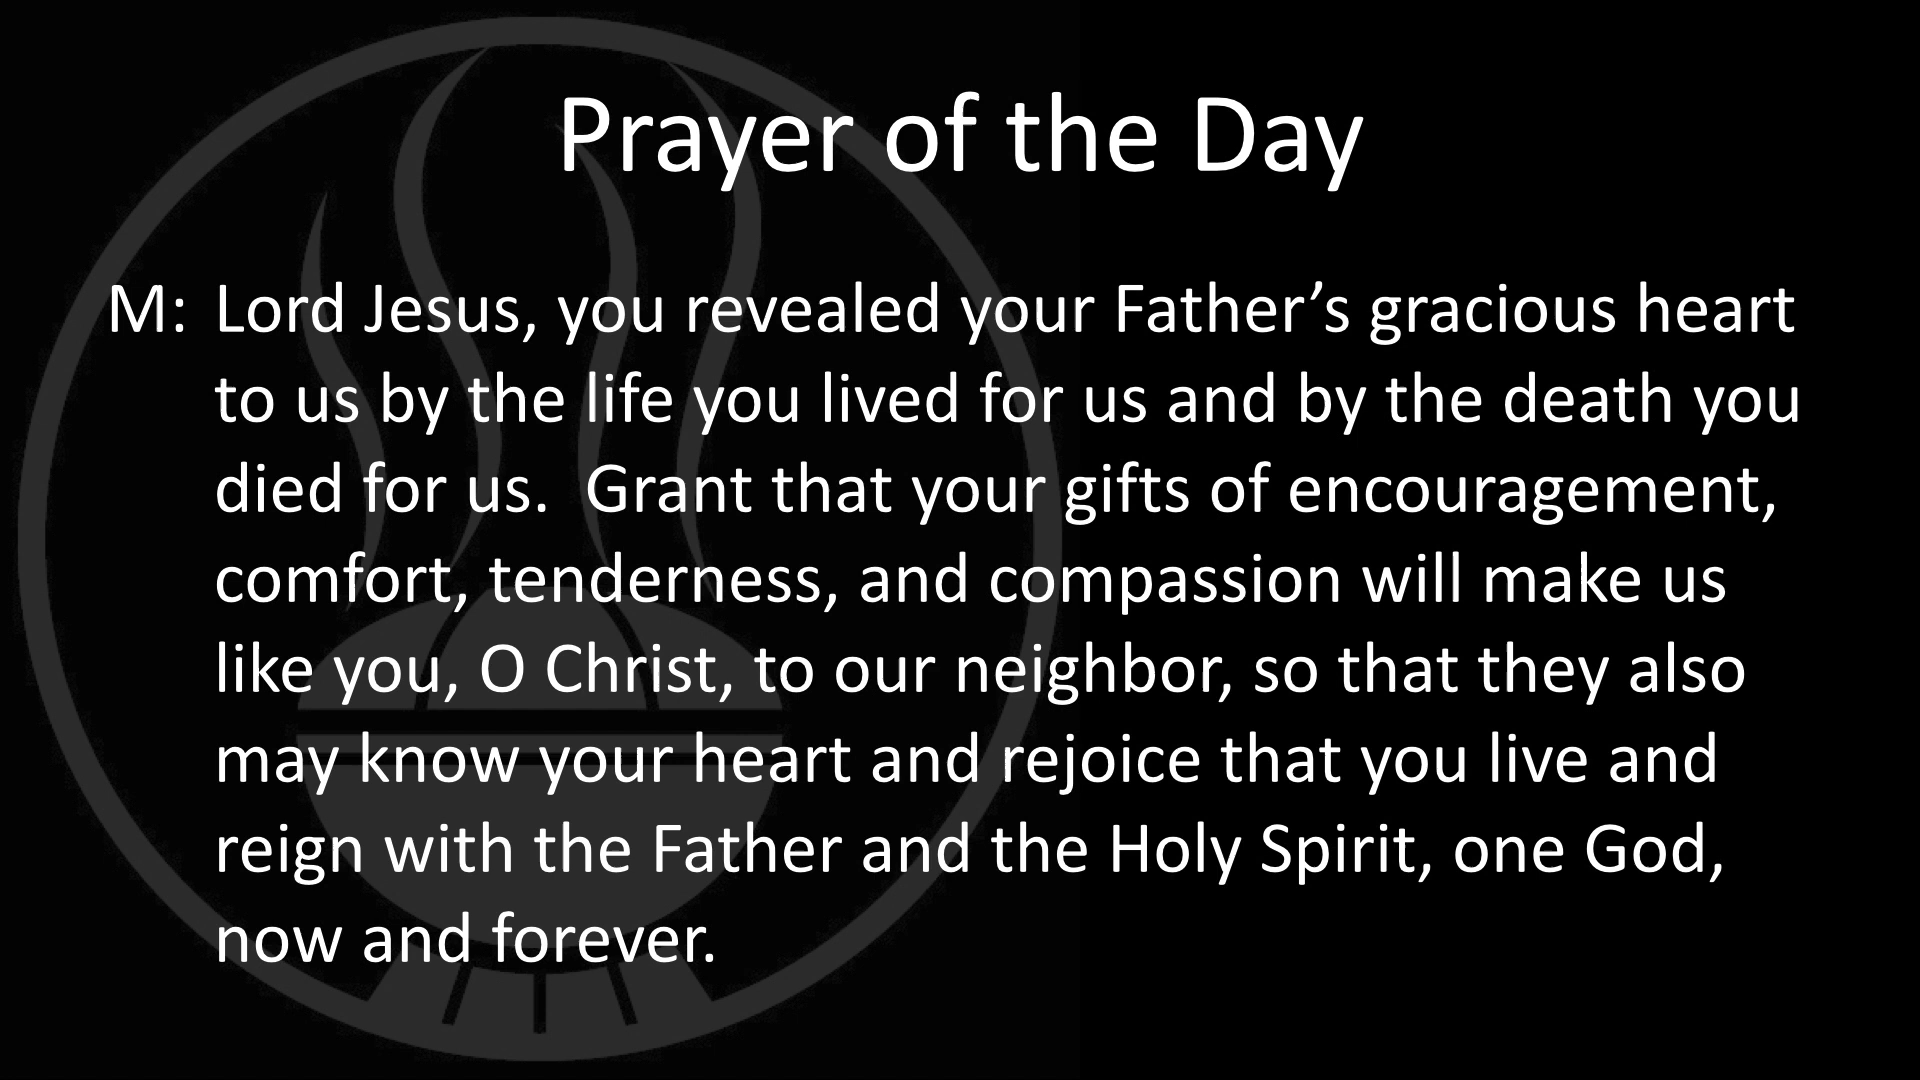 Prayer of the Day
M: Lord Jesus, you revealed your Father’s gracious heart
to us by the life you lived for us and by the death you
died for us.  Grant that your gifts of encouragement,
comfort, tenderness, and compassion will make us
like you, O Christ, to our neighbor, so that they also
may know your heart and rejoice that you live and
reign with the Father and the Holy Spirit, one God,
now and forever.